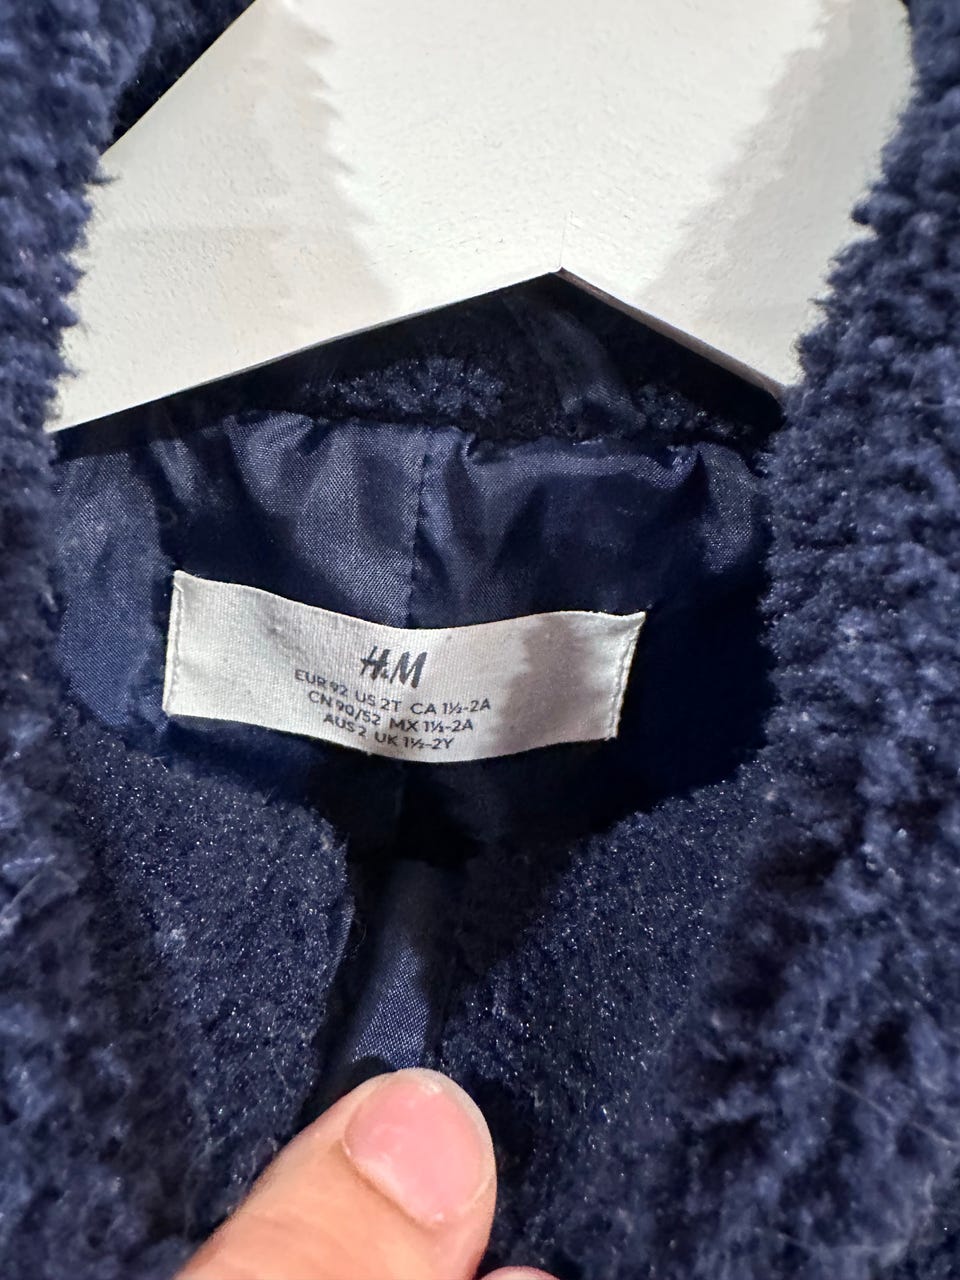 H&M
EUR 92 US 2T CA 1½-2A
CN 90/52 MX 1½-2A
AUS 2 UK 1½-2Y